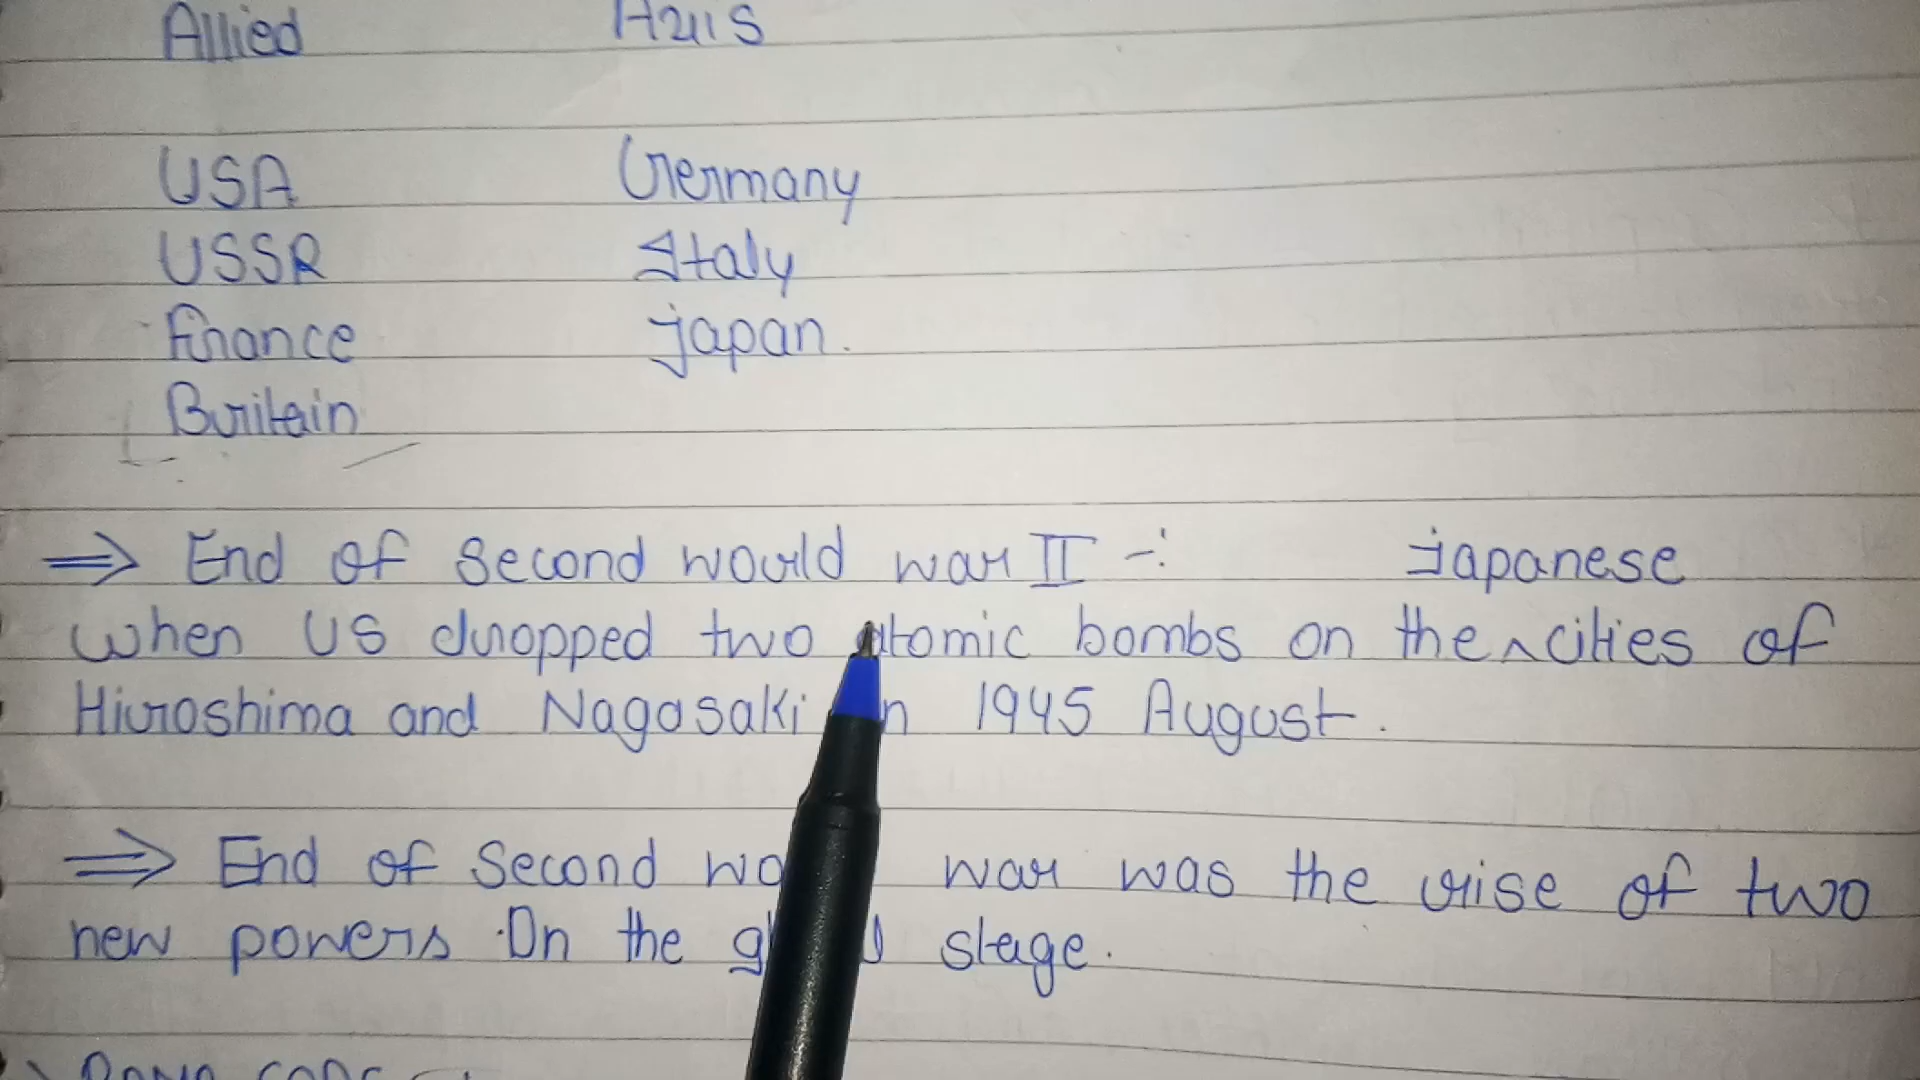 Allied Axis
USA Germany
USSR Italy
France japan.
Britain
⇒ End of Second world war II -: japanese
When US dropped two atomic bombs on the ^ cities of
Hiroshima and Nagasaki in 1945 August.
⇒ End of Second war was the rise of two
new powers. On the stage.